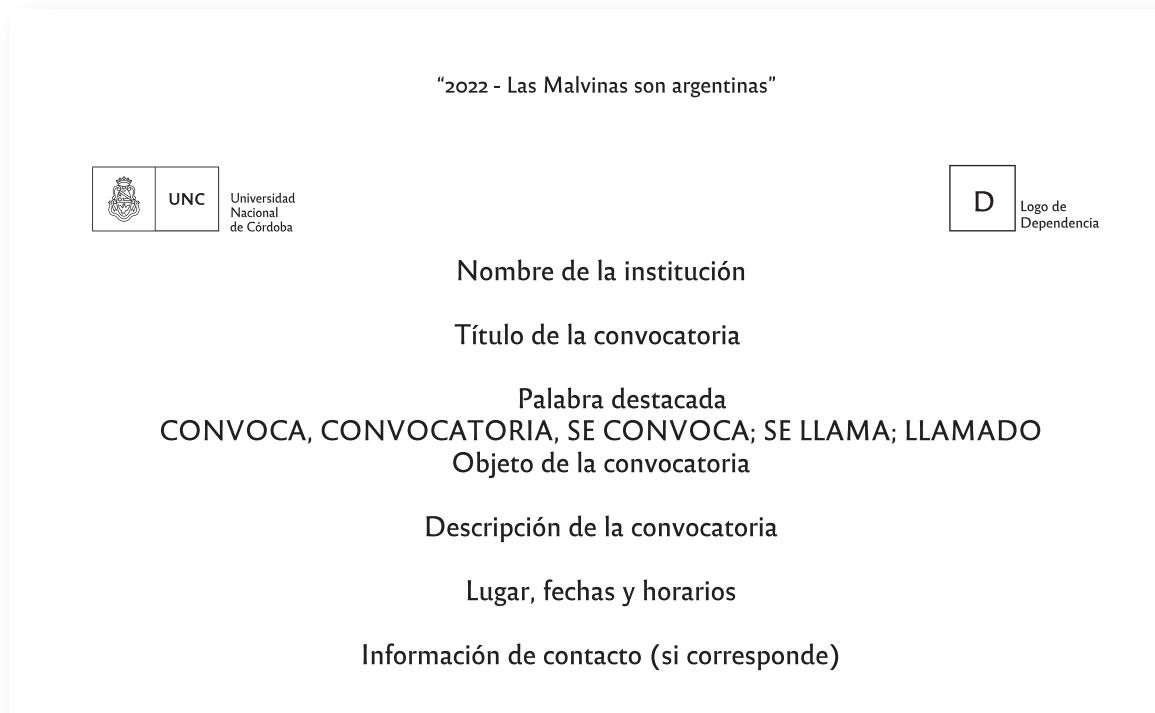 “2022 - Las Malvinas son argentinas”
UNC
Universidad
Nacional
de Córdoba
D
Logo de
Dependencia
Nombre de la institución
Título de la convocatoria
Palabra destacada
CONVOCA, CONVOCATORIA, SE CONVOCA; SE LLAMA; LLAMADO
Objeto de la convocatoria
Descripción de la convocatoria
Lugar, fechas y horarios
Información de contacto (si corresponde)